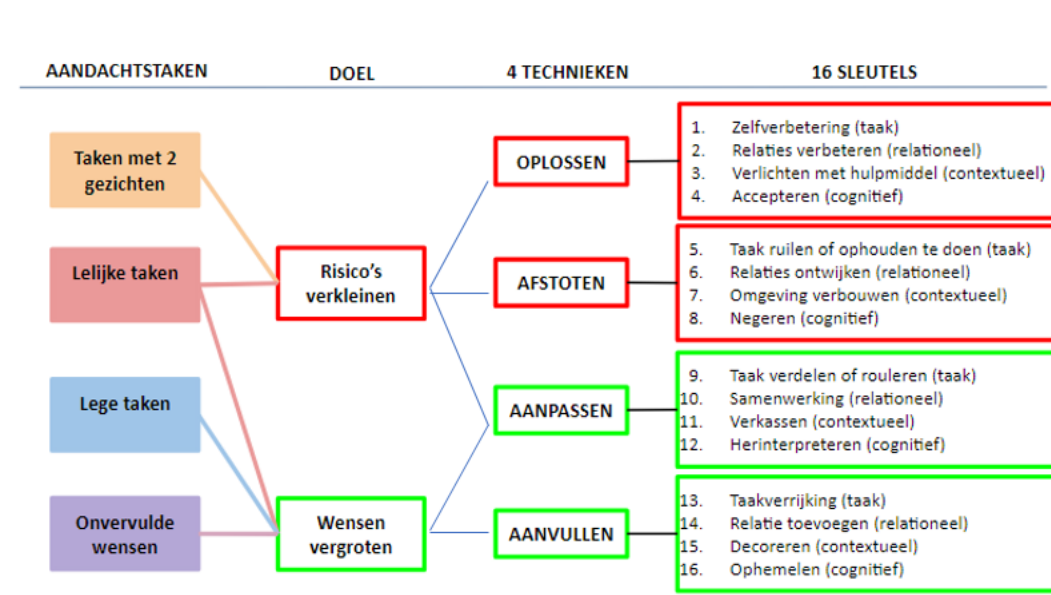 AANDACHTSTAKEN DOEL 4 TECHNIEKEN 16 SLEUTELS
Taken met 2
gezichten
Lelijke taken
Lege taken
Onvervulde
wensen
Risico's
verkleinen
Wensen
vergroten
OPLOSSEN
AFSTOTEN
AANPASSEN
AANVULLEN
1. Zelfverbetering (taak)
2. Relaties verbeteren (relationeel)
3. Verlichten met hulpmiddel (contextueel)
4. Accepteren (cognitief)
5. Taak ruilen of ophouden te doen (taak)
6. Relaties ontwijken (relationeel)
7. Omgeving verbouwen (contextueel)
8. Negeren (cognitief)
9. Taak verdelen of rouleren (taak)
10. Samenwerking (relationeel)
11. Verkassen (contextueel)
12. Herinterpreteren (cognitief)
13. Taakverrijking (taak)
14. Relatie toevoegen (relationeel)
15. Decoreren (contextueel)
16. Ophemelen (cognitief)